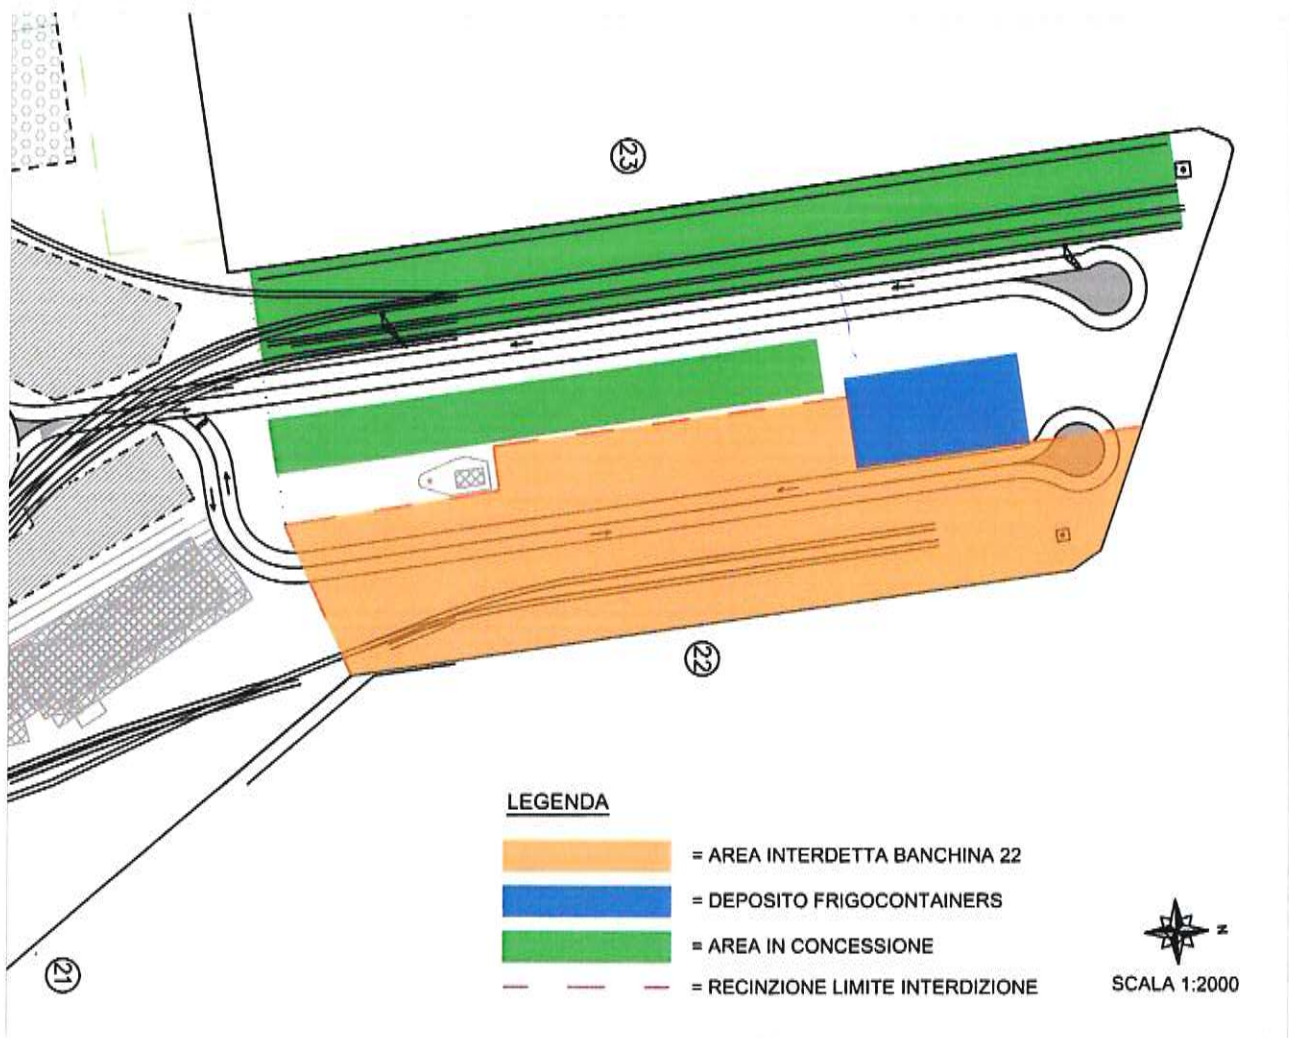 23
22
LEGENDA
= AREA INTERDETTA BANCHINA 22
= DEPOSITO FRIGOCONTAINERS
= AREA IN CONCESSIONE
= RECINZIONE LIMITE INTERDIZIONE
N
SCALA 1:2000
21